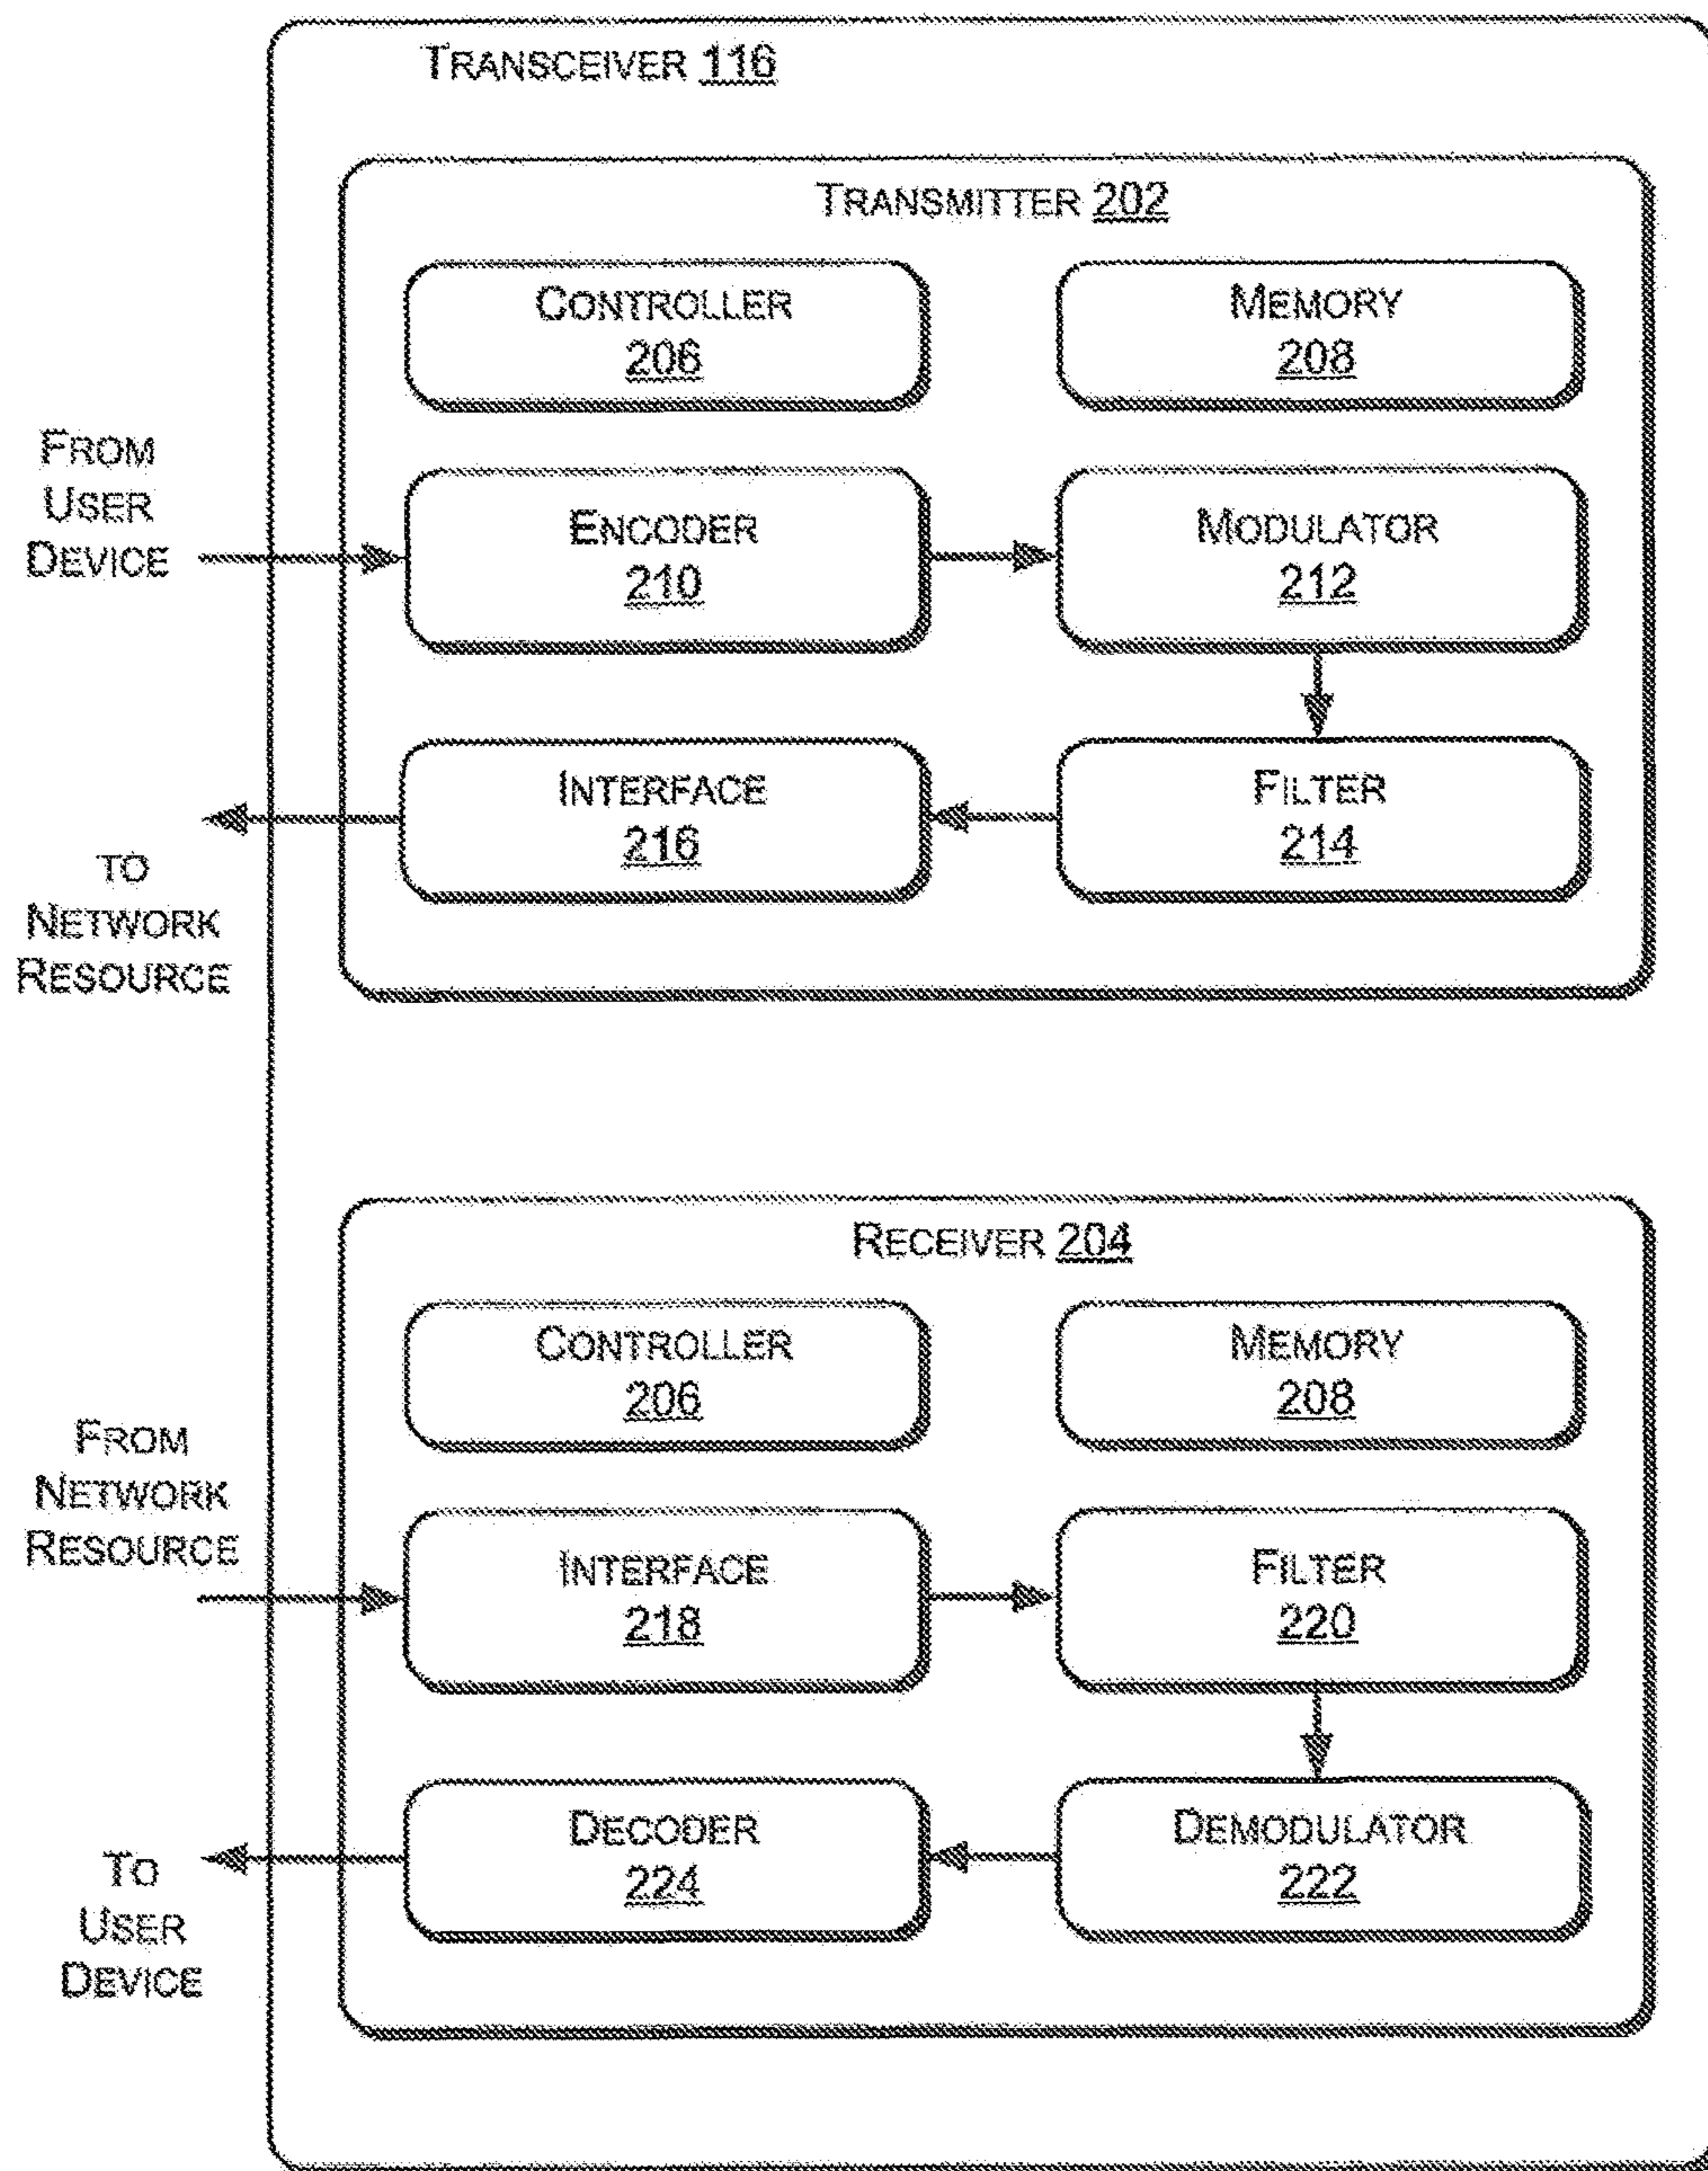 TRANSCEIVER 116
TRANSMITTER 202
CONTROLLER
206
MEMORY
208
FROM
USER
DEVICE
ENCODER
210
MODULATOR
212
INTERFACE
216
FILTER
214
TO
NETWORK
RESOURCE
RECEIVER 204
CONTROLLER
206
MEMORY
208
FROM
NETWORK
RESOURCE
INTERFACE
218
FILTER
220
DECODER
224
DEMODULATOR
222
TO
USER
DEVICE